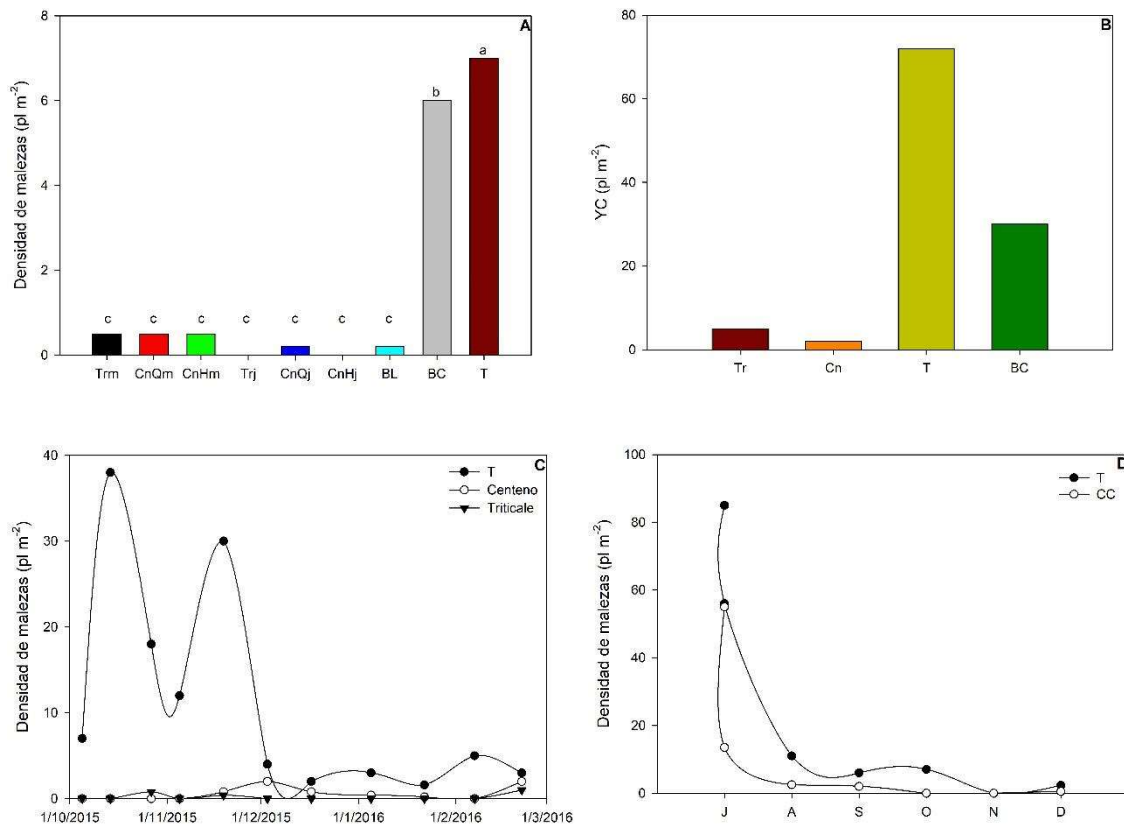 A
Densidad de malezas (pl m-2)
8
6
4
2
0
c c c c c c c b a
Trm CnQm CnHm Trj CnQj CnHj BL BC T
B
YC (pl m-2)
80
60
40
20
0
Tr Cn T BC
C
Densidad de malezas (pl m-2)
40
30
20
10
0
T
Centeno
Triticale
1/10/2015 1/11/2015 1/12/2015 1/1/2016 1/2/2016 1/3/2016
D
Densidad de malezas (pl m-2)
100
80
60
40
20
0
T
CC
J A S O N D